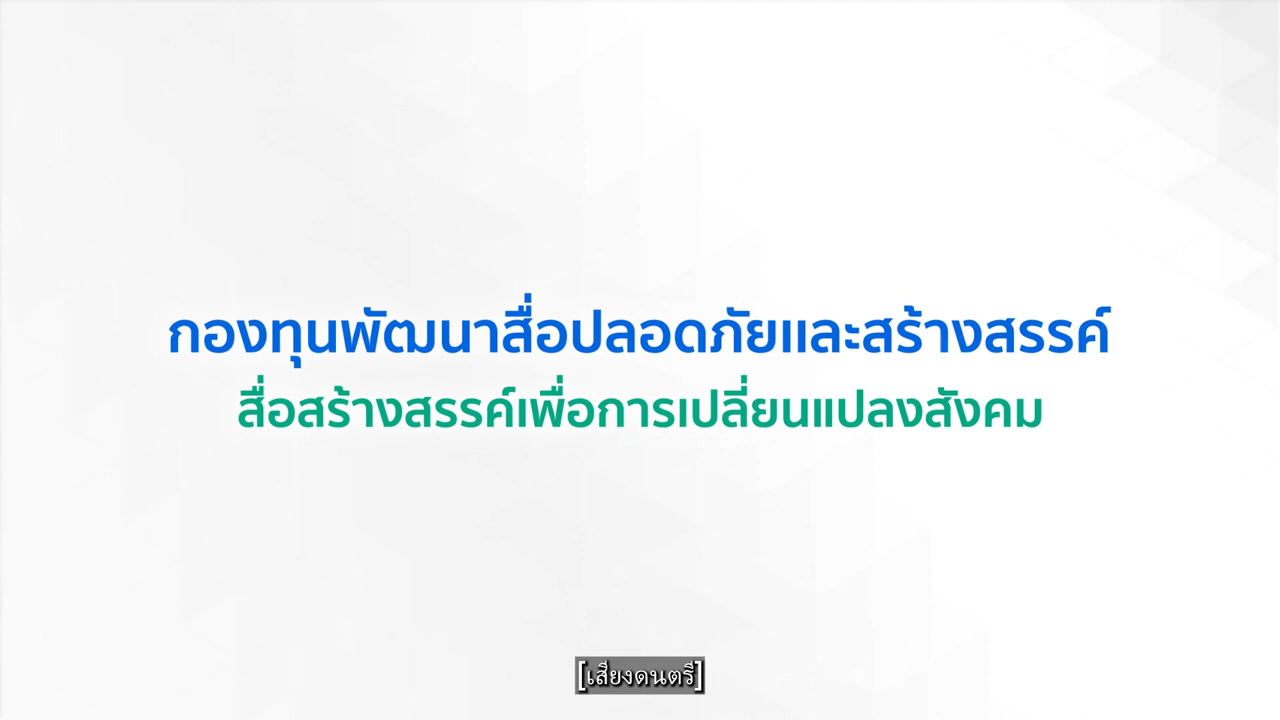 กองทุนพัฒนาสื่อปลอดภัยและสร้างสรรค์
สื่อสร้างสรรค์เพื่อการเปลี่ยนแปลงสังคม
[เสียงดนตรี]